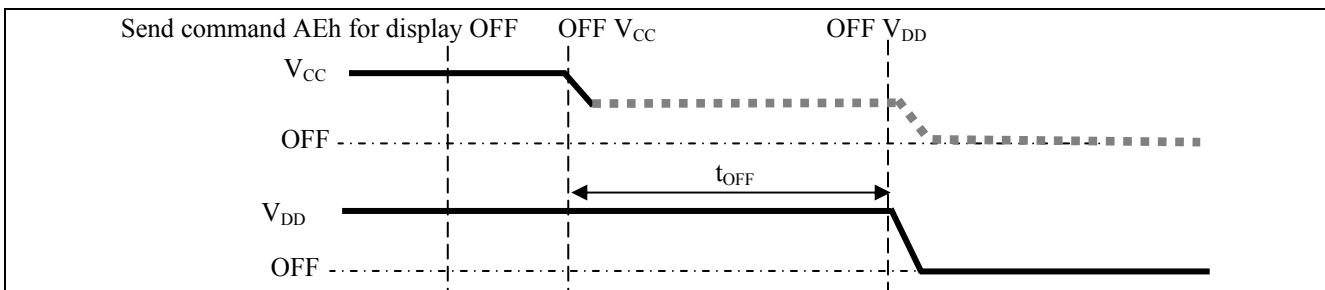 Send command AEh for display OFF OFF VCC OFF VDD
VCC
OFF
tOFF
VDD
OFF